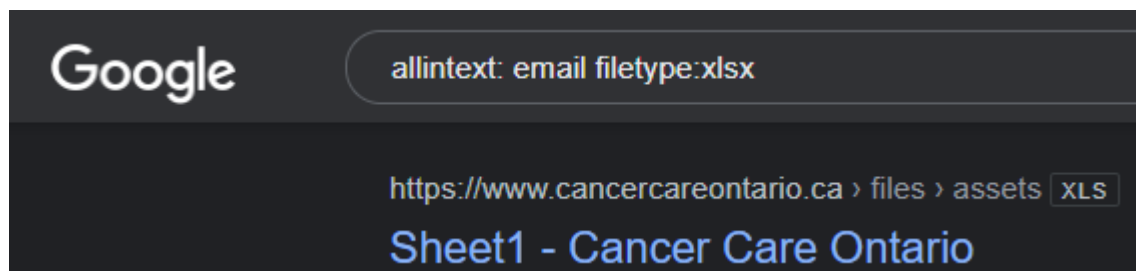 Google
allintext: email filetype:xlsx
https://www.cancercareontario.ca › files › assets XLS
Sheet1 - Cancer Care Ontario